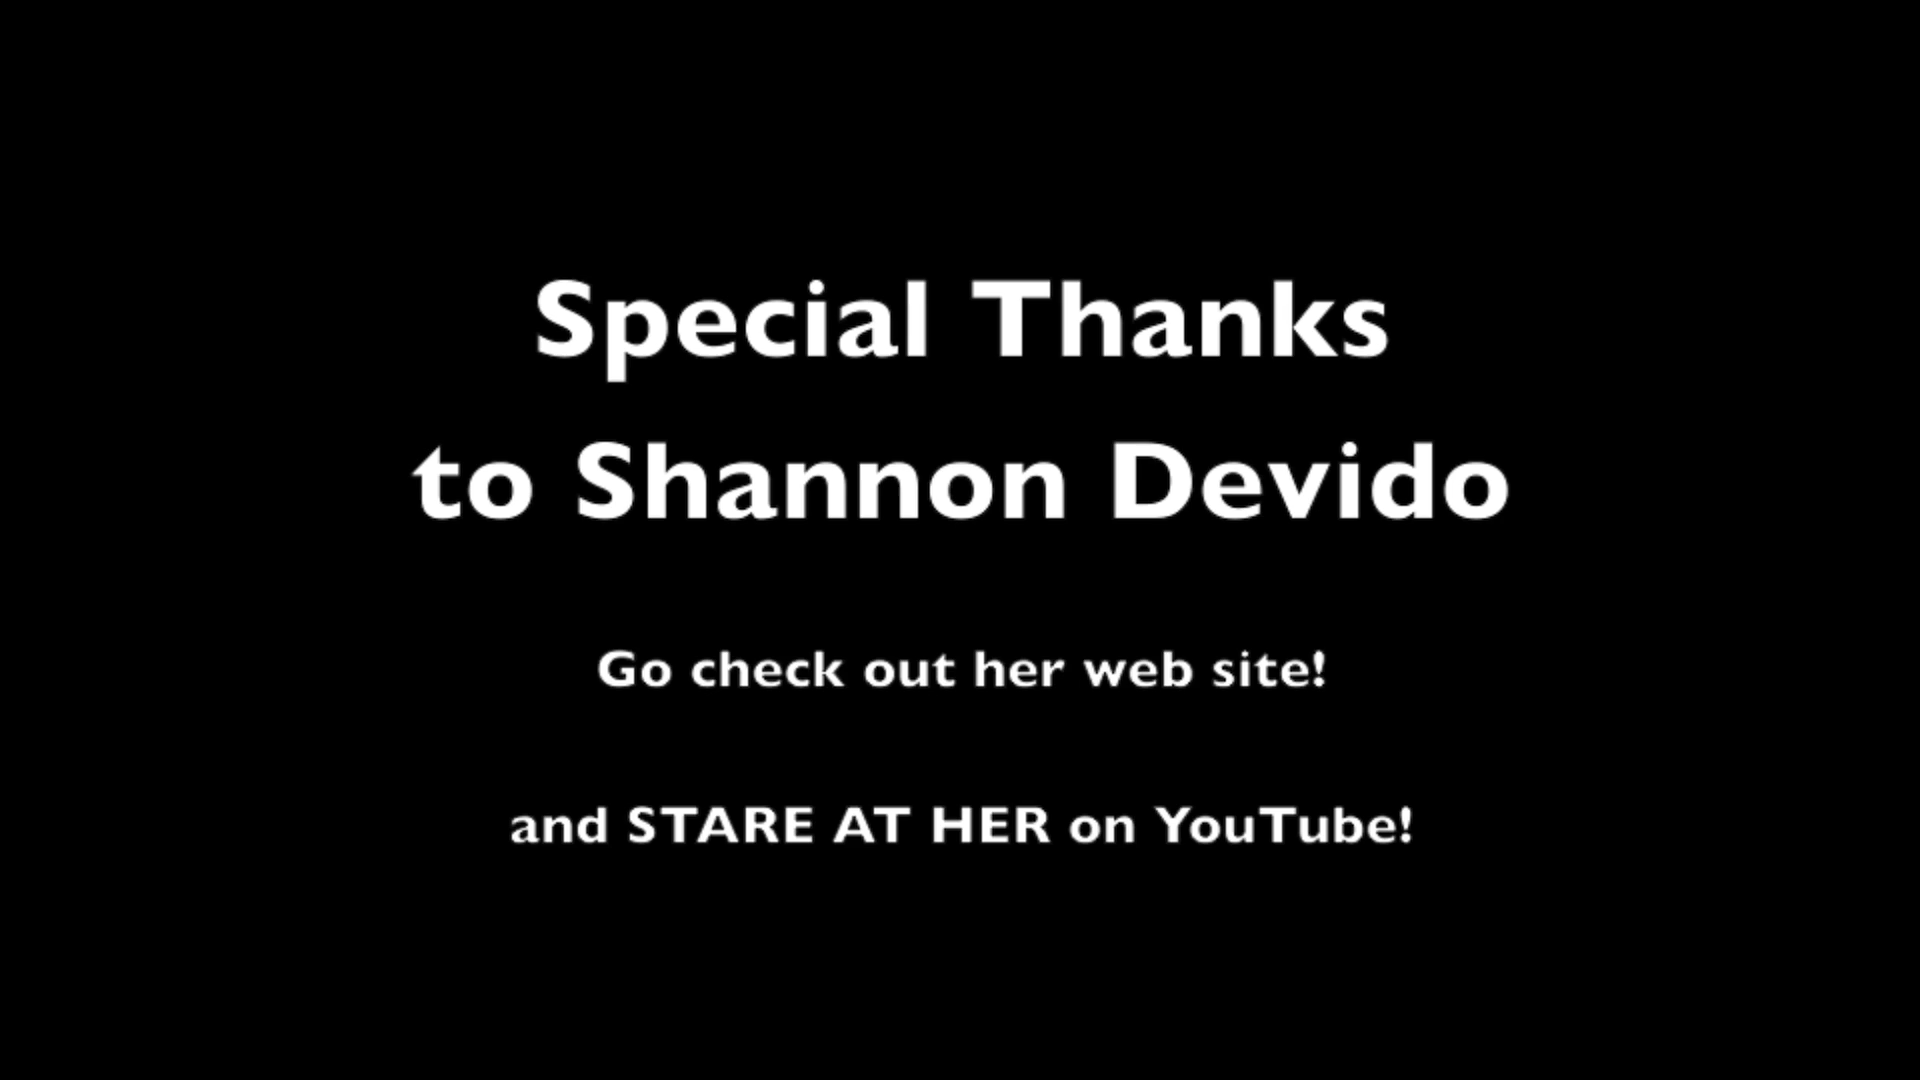 Special Thanks
to Shannon Devido
Go check out her web site!
and STARE AT HER on YouTube!